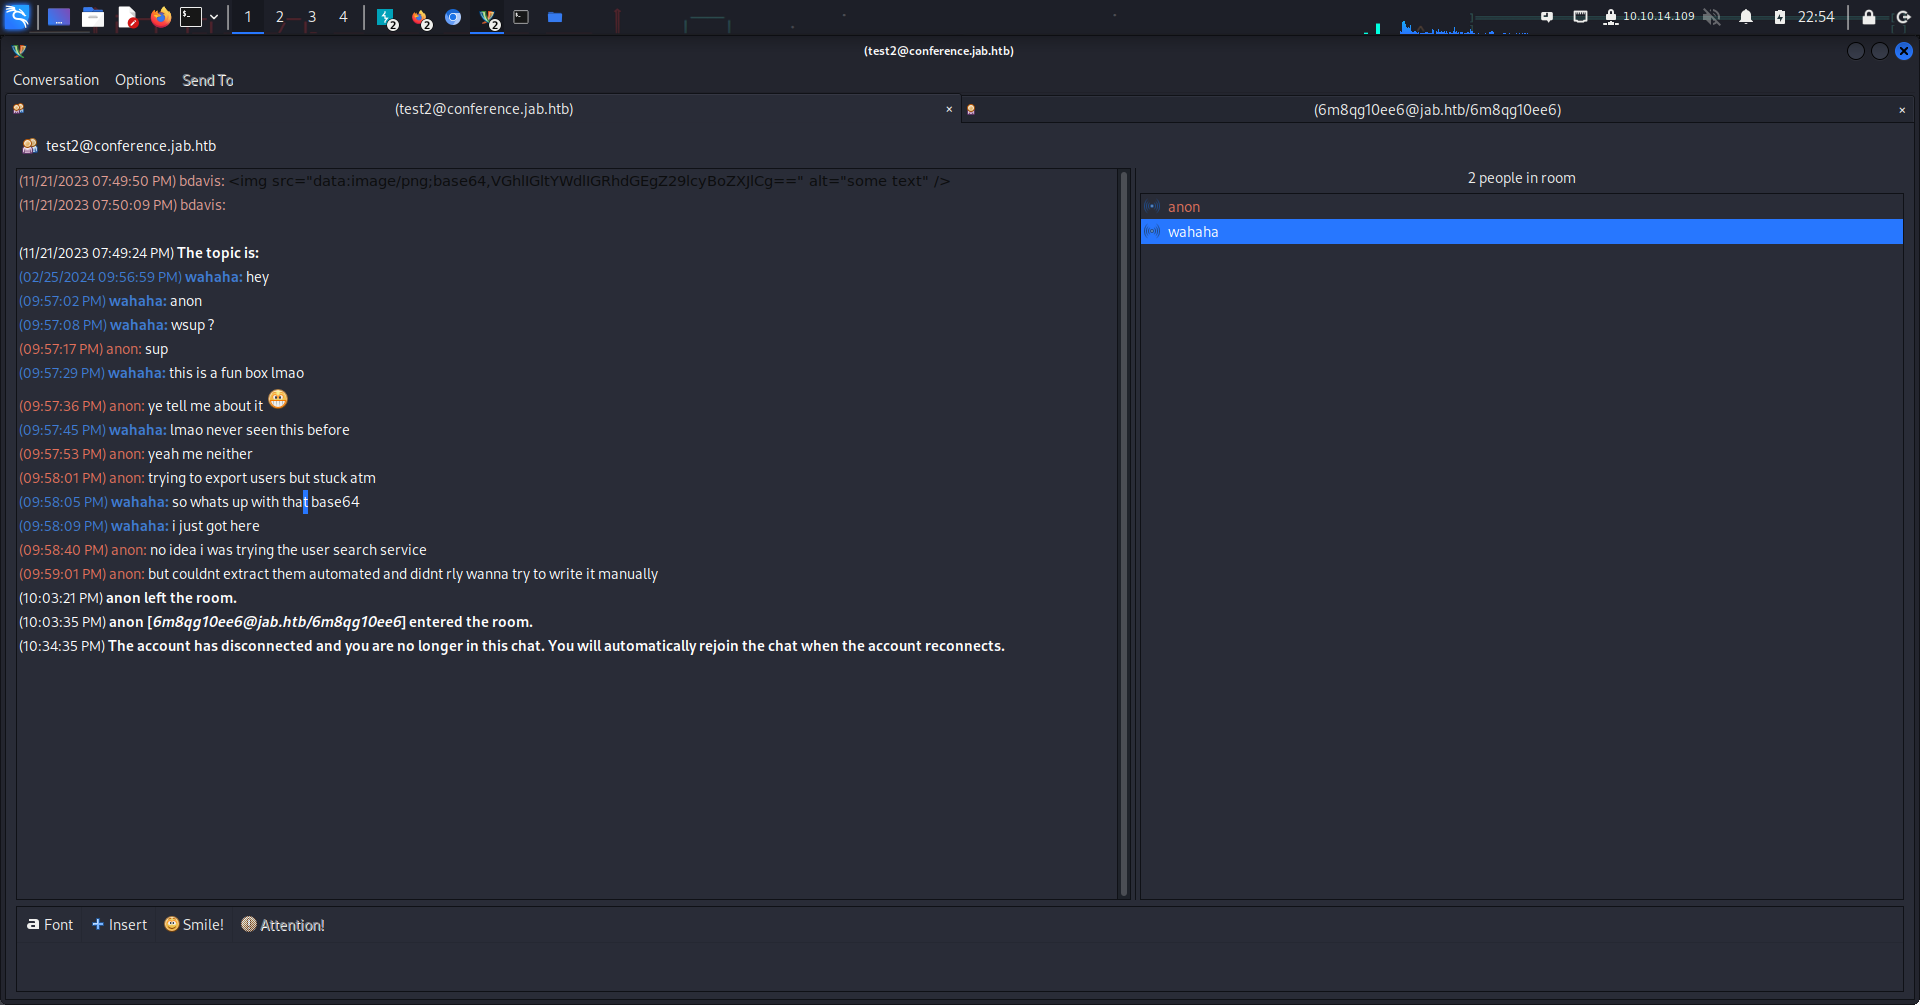 1 2 3 4 2 2 2 10.10.14.109 22:54
(test2@conference.jab.htb)
Conversation Options Send To
(test2@conference.jab.htb) × (6m8qg10ee6@jab.htb/6m8qg10ee6) ×
test2@conference.jab.htb
(11/21/2023 07:49:50 PM) bdavis: <img src="data:image/png;base64,VGhlIGltYWdlIGRhdGEgZ29lcyBoZXJlCg==" alt="some text" />
(11/21/2023 07:50:09 PM) bdavis:
(11/21/2023 07:49:24 PM) The topic is:
(02/25/2024 09:56:59 PM) wahaha: hey
(09:57:02 PM) wahaha: anon
(09:57:08 PM) wahaha: wsup ?
(09:57:17 PM) anon: sup
(09:57:29 PM) wahaha: this is a fun box lmao
(09:57:36 PM) anon: ye tell me about it
(09:57:45 PM) wahaha: lmao never seen this before
(09:57:53 PM) anon: yeah me neither
(09:58:01 PM) anon: trying to export users but stuck atm
(09:58:05 PM) wahaha: so whats up with that base64
(09:58:09 PM) wahaha: i just got here
(09:58:40 PM) anon: no idea i was trying the user search service
(09:59:01 PM) anon: but couldnt extract them automated and didnt rly wanna try to write it manually
(10:03:21 PM) anon left the room.
(10:03:35 PM) anon [6m8qg10ee6@jab.htb/6m8qg10ee6] entered the room.
(10:34:35 PM) The account has disconnected and you are no longer in this chat. You will automatically rejoin the chat when the account reconnects.
2 people in room
anon
wahaha
a Font + Insert Smile! Attention!